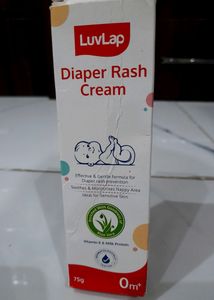 LuvLap
Diaper Rash
Cream
Effective & Gentle Formula for
Diaper rash prevention
Soothes & Moisturises Nappy Area
Ideal for Sensitive Skin
Vitamin E & Milk Protein
75g
0m+